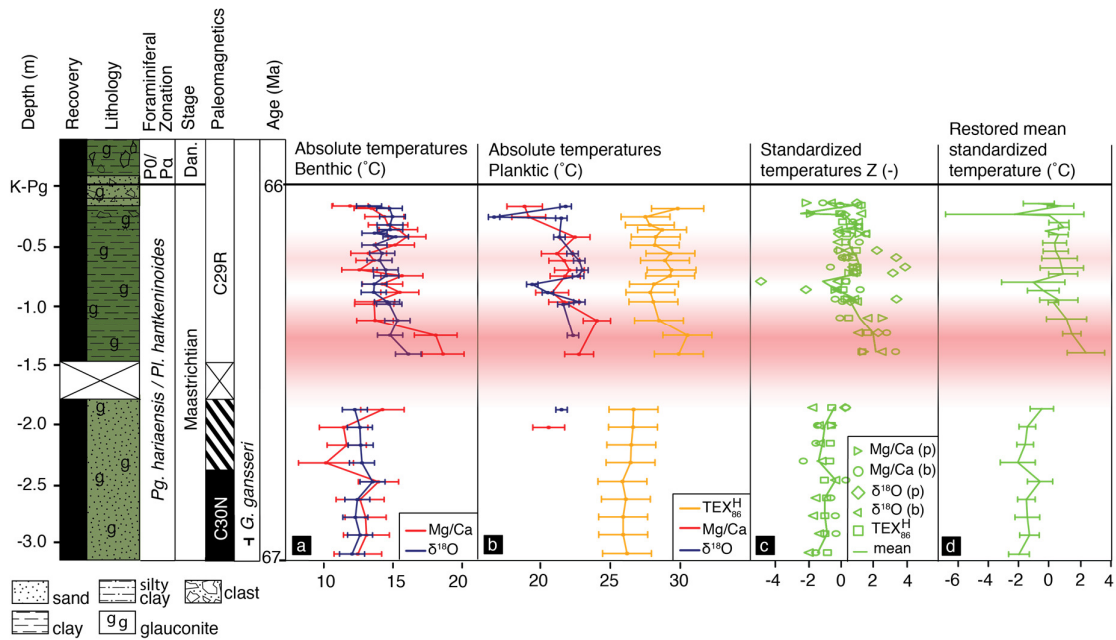 Depth (m)
Recovery
Lithology
Foraminiferal
Zonation
Stage
Paleomagnetics
Age (Ma)
Absolute temperatures
Benthic (˚C)
Absolute temperatures
Planktic (˚C)
Standardized
temperatures Z (-)
Restored mean
standardized
temperature (˚C)
K-Pg
-0.5
-1.0
-1.5
-2.0
-2.5
-3.0
g
g
g
g
g
g
g
g
g
g
g
g
P0/
Pα
Pg. hariaensis / Pl. hantkeninoides
Dan.
Maastrichtian
C29R
C30N
G. gansseri
66
67
a
Mg/Ca
δ18O
b
TEXH86
Mg/Ca
δ18O
c
Mg/Ca (p)
Mg/Ca (b)
δ18O (p)
δ18O (b)
TEXH86
mean
d
10 15 20
20 25 30
-4 -2 0 2 4
-6 -4 -2 0 2 4
sand
silty
clay
clast
clay
gg glauconite